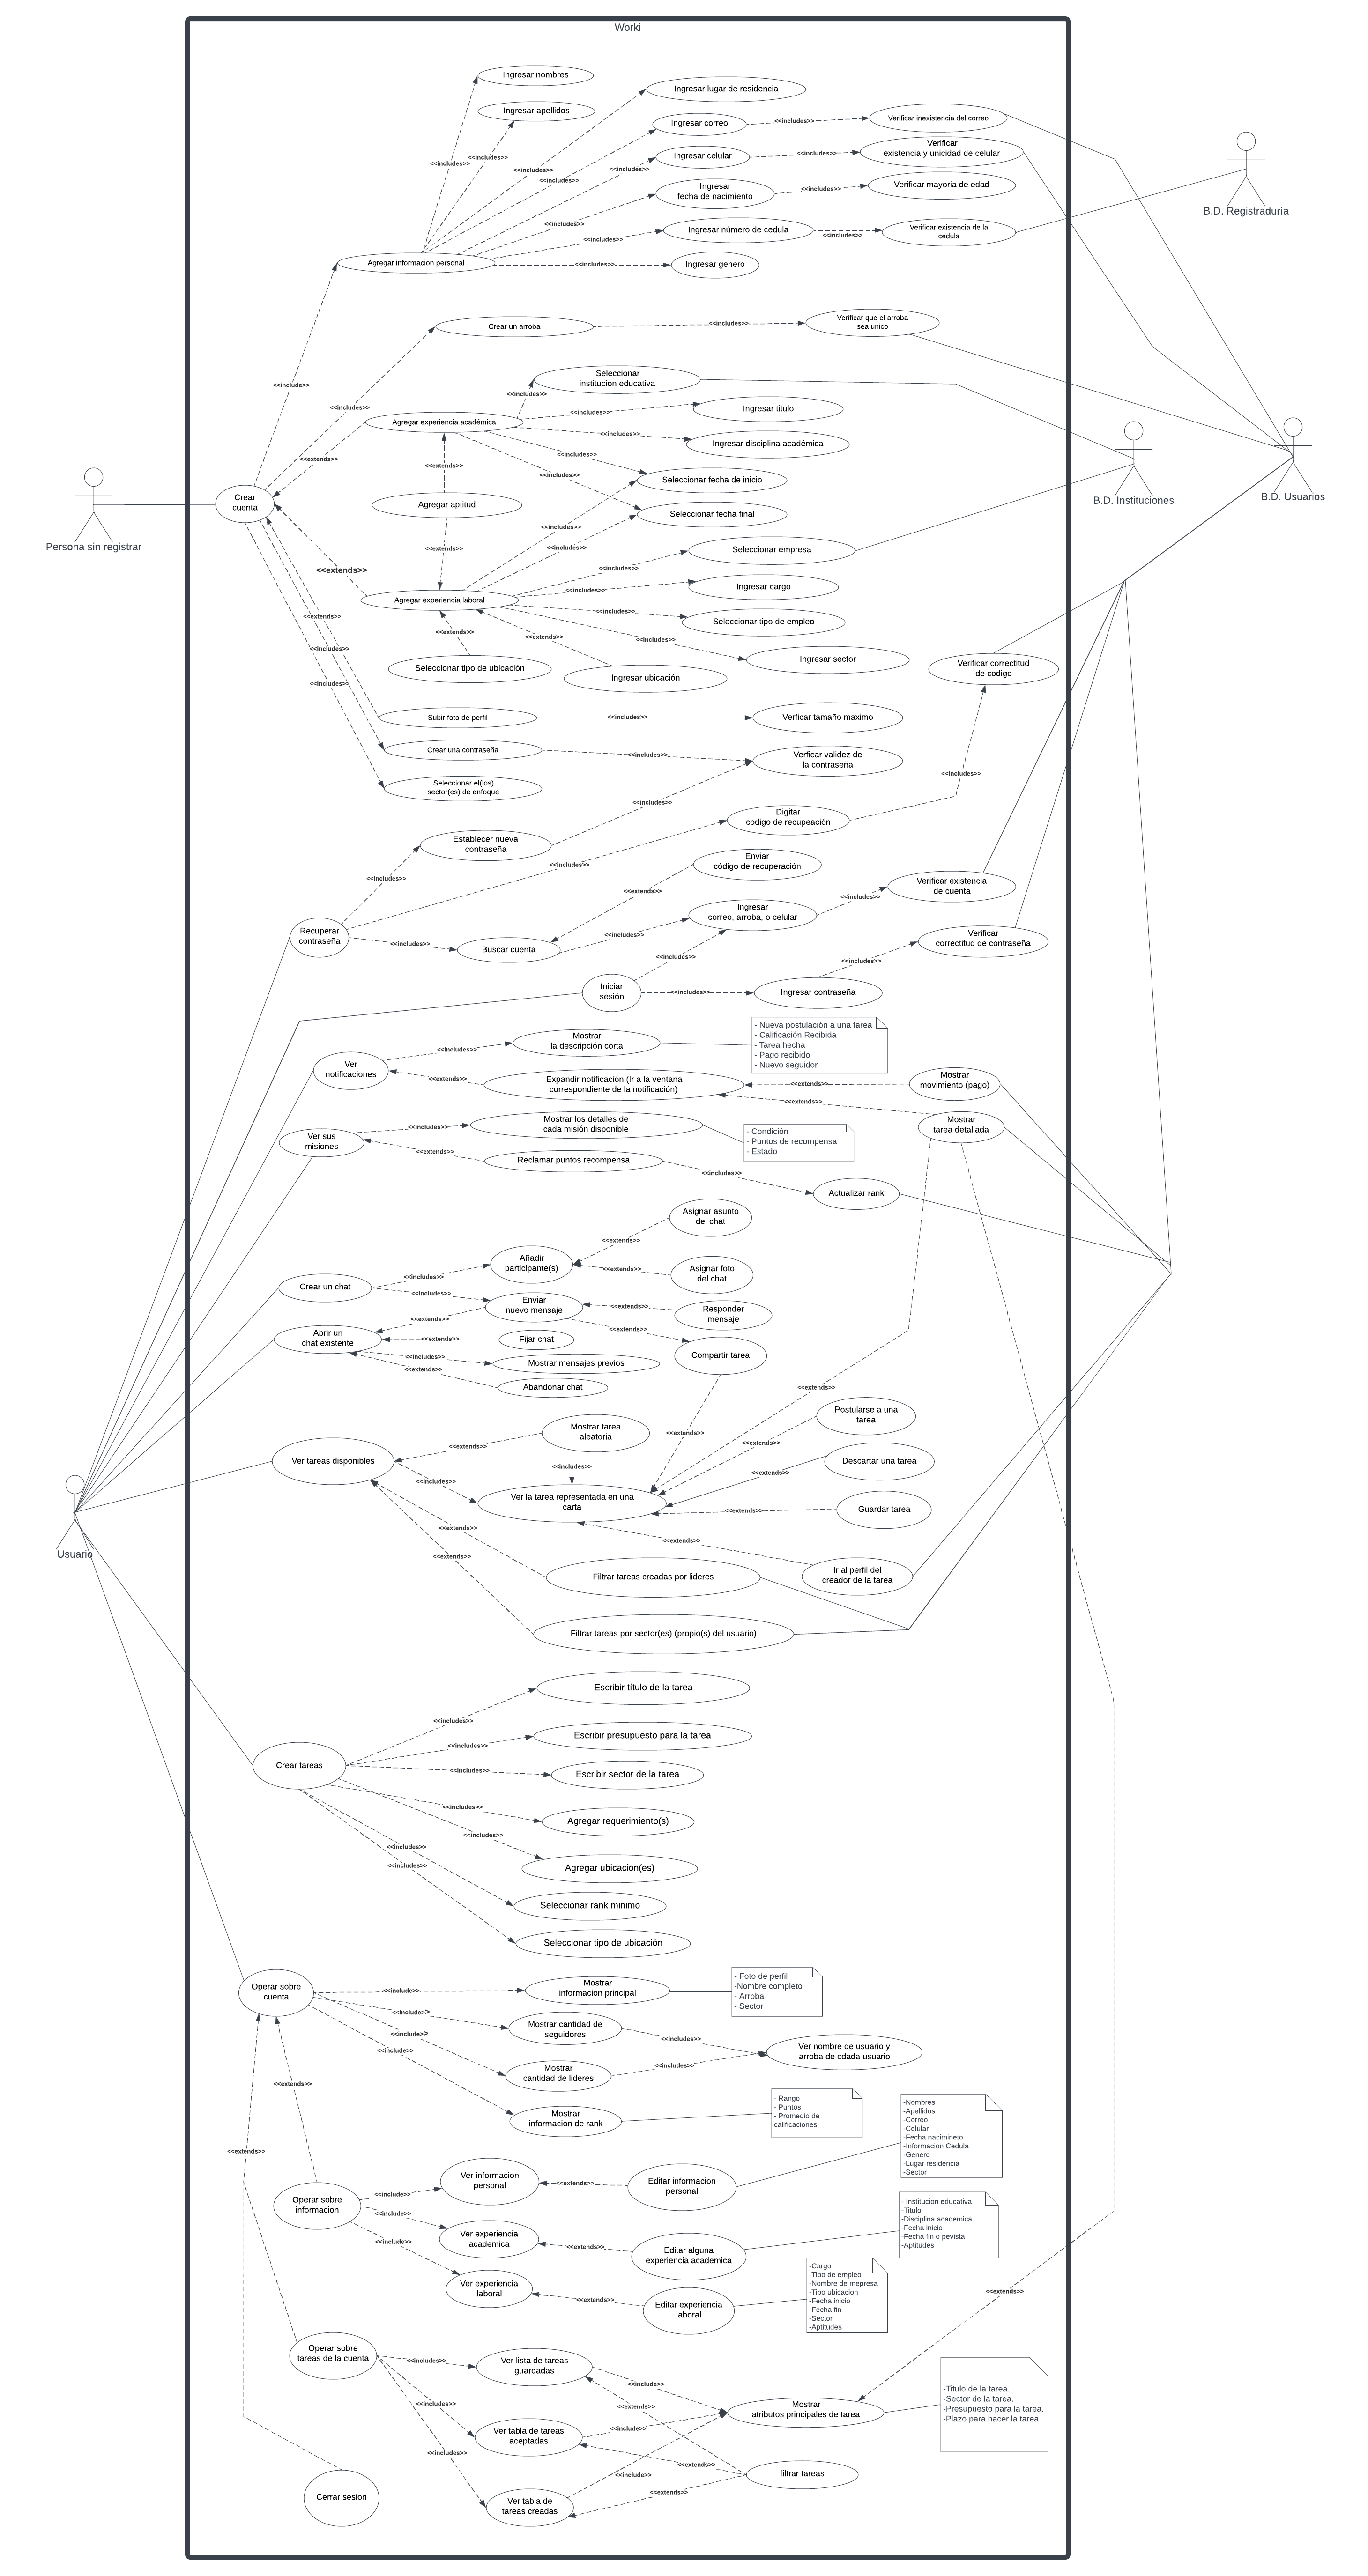 Worki
Ingresar nombres
Ingresar lugar de residencia
Ingresar apellidos
Ingresar correo
<<includes>>
Verificar inexistencia del correo
<<includes>>
<<includes>>
<<includes>>
<<includes>>
<<includes>>
Ingresar celular
<<includes>>
Verificar
existencia y unicidad de celular
Ingresar
fecha de nacimiento
<<includes>>
Verificar mayoria de edad
<<includes>>
Ingresar número de cedula
<<includes>>
Verificar existencia de la
cedula
<<includes>>
Agregar informacion personal
<<includes>>
Ingresar genero
B.D. Registraduría
Crear un arroba
<<includes>>
Verificar que el arroba
sea unico
<<include>>
<<includes>>
<<extends>>
Seleccionar
institución educativa
<<includes>>
Agregar experiencia académica
<<includes>>
Ingresar titulo
<<includes>>
Ingresar disciplina académica
<<includes>>
<<includes>>
Seleccionar fecha de inicio
<<extends>>
Agregar aptitud
Seleccionar fecha final
Crear
cuenta
Persona sin registrar
B.D. Instituciones
B.D. Usuarios
<<includes>>
<<includes>>
<<extends>>
<<includes>>
Seleccionar empresa
<<extends>>
<<includes>>
Ingresar cargo
Agregar experiencia laboral
<<includes>>
Seleccionar tipo de empleo
<<extends>>
<<extends>>
<<extends>>
<<includes>>
Ingresar sector
<<includes>>
Seleccionar tipo de ubicación
Ingresar ubicación
<<includes>>
Verificar correctitud
de codigo
Subir foto de perfil
<<includes>>
Verficar tamaño maximo
Crear una contraseña
<<includes>>
Verficar validez de
la contraseña
Seleccionar el(los)
sector(es) de enfoque
<<includes>>
<<includes>>
Digitar
codigo de recupeación
Establecer nueva
contraseña
<<includes>>
<<includes>>
Enviar
código de recuperación
<<extends>>
Verificar existencia
de cuenta
<<includes>>
Ingresar
correo, arroba, o celular
Recuperar
contraseña
<<includes>>
Buscar cuenta
<<includes>>
<<includes>>
Verificar
correctitud de contraseña
<<includes>>
Iniciar
sesión
<<includes>>
Ingresar contraseña
- Nueva postulación a una tarea
- Calificación Recibida
- Tarea hecha
- Pago recibido
- Nuevo seguidor
Mostrar
la descripción corta
<<includes>>
Ver
notificaciones
<<extends>>
Expandir notificación (Ir a la ventana
correspondiente de la notificación)
<<extends>>
Mostrar
movimiento (pago)
<<extends>>
Mostrar
tarea detallada
Ver sus
misiones
<<includes>>
Mostrar los detalles de
cada misión disponible
- Condición
- Puntos de recompensa
- Estado
<<extends>>
Reclamar puntos recompensa
<<includes>>
Actualizar rank
Asignar asunto
del chat
<<extends>>
Añadir
participante(s)
<<extends>>
Asignar foto
del chat
Crear un chat
<<includes>>
<<includes>>
Enviar
nuevo mensaje
<<extends>>
Responder
mensaje
<<extends>>
<<extends>>
Abrir un
chat existente
<<extends>>
Fijar chat
Compartir tarea
<<includes>>
Mostrar mensajes previos
<<extends>>
Abandonar chat
<<extends>>
<<extends>>
Postularse a una
tarea
Mostrar tarea
aleatoria
<<extends>>
<<extends>>
Ver tareas disponibles
Descartar una tarea
<<includes>>
<<includes>>
<<extends>>
Ver la tarea representada en una
carta
<<extends>>
Guardar tarea
<<extends>>
<<extends>>
Usuario
<<extends>>
Filtrar tareas creadas por lideres
Ir al perfil del
creador de la tarea
Filtrar tareas por sector(es) (propio(s) del usuario)
Escribir título de la tarea
<<includes>>
Escribir presupuesto para la tarea
<<includes>>
Crear tareas
<<includes>>
Escribir sector de la tarea
<<includes>>
Agregar requerimiento(s)
<<includes>>
<<includes>>
<<includes>>
Agregar ubicacion(es)
Seleccionar rank minimo
Seleccionar tipo de ubicación
Operar sobre
cuenta
<<include>>
Mostrar
informacion principal
- Foto de perfil
-Nombre completo
- Arroba
- Sector
<<include>>
Mostrar cantidad de
seguidores
<<include>>
<<includes>>
Ver nombre de usuario y
arroba de cdada usuario
<<include>>
Mostrar
cantidad de lideres
<<includes>>
<<extends>>
Mostrar
informacion de rank
- Rango
- Puntos
- Promedio de
calificaciones
-Nombres
-Apellidos
-Correo
-Celular
-Fecha nacimineto
-Informacion Cedula
-Genero
-Lugar residencia
-Sector
<<extends>>
Ver informacion
personal
<<extends>>
Editar informacion
personal
<<include>>
Operar sobre
informacion
<<include>>
Ver experiencia
academica
<<extends>>
Editar alguna
experiencia academica
- Institucion educativa
-Titulo
-Disciplina academica
-Fecha inicio
-Fecha fin o pevista
-Aptitudes
<<include>>
Ver experiencia
laboral
<<extends>>
Editar experiencia
laboral
-Cargo
-Tipo de empleo
-Nombre de mepresa
-Tipo ubicacion
-Fecha inicio
-Fecha fin
-Sector
-Aptitudes
<<extends>>
Operar sobre
tareas de la cuenta
<<includes>>
Ver lista de tareas
guardadas
<<include>>
<<extends>>
Mostrar
atributos principales de tarea
-Titulo de la tarea.
-Sector de la tarea.
-Presupuesto para la tarea.
-Plazo para hacer la tarea
<<includes>>
Ver tabla de tareas
aceptadas
<<include>>
<<includes>>
<<extends>>
<<include>>
filtrar tareas
<<extends>>
Cerrar sesion
Ver tabla de
tareas creadas